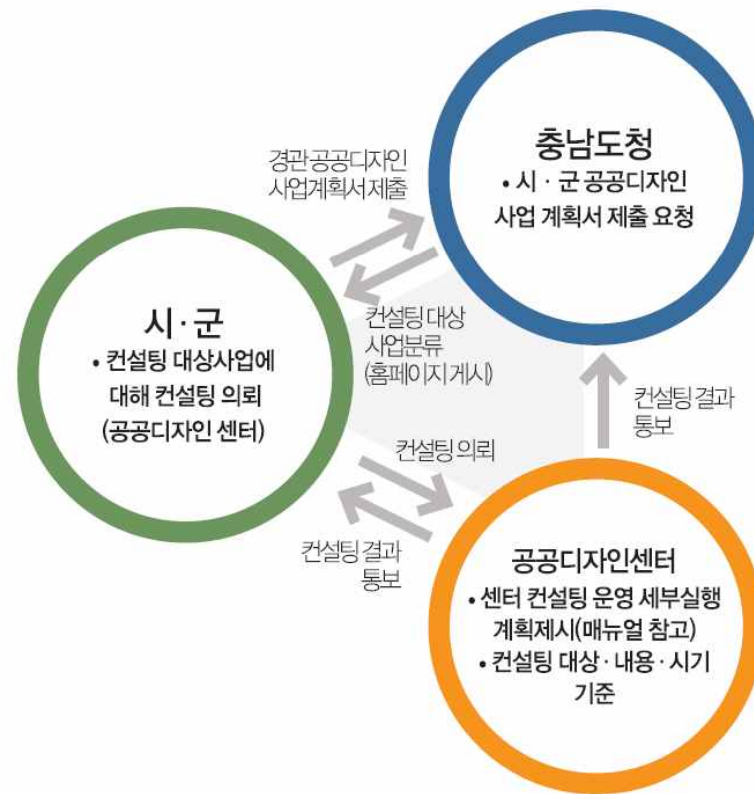 충남도청
• 시 · 군 공공디자인
사업 계획서 제출 요청
경관 공공디자인
사업계획서 제출
시·군
• 컨설팅 대상사업에
대해 컨설팅 의뢰
(공공디자인 센터)
컨설팅 대상
사업분류
(홈페이지 게시)
컨설팅 결과
통보
컨설팅 의뢰
컨설팅 결과
통보
공공디자인센터
• 센터 컨설팅 운영 세부실행
계획제시(매뉴얼 참고)
• 컨설팅 대상 · 내용 · 시기
기준